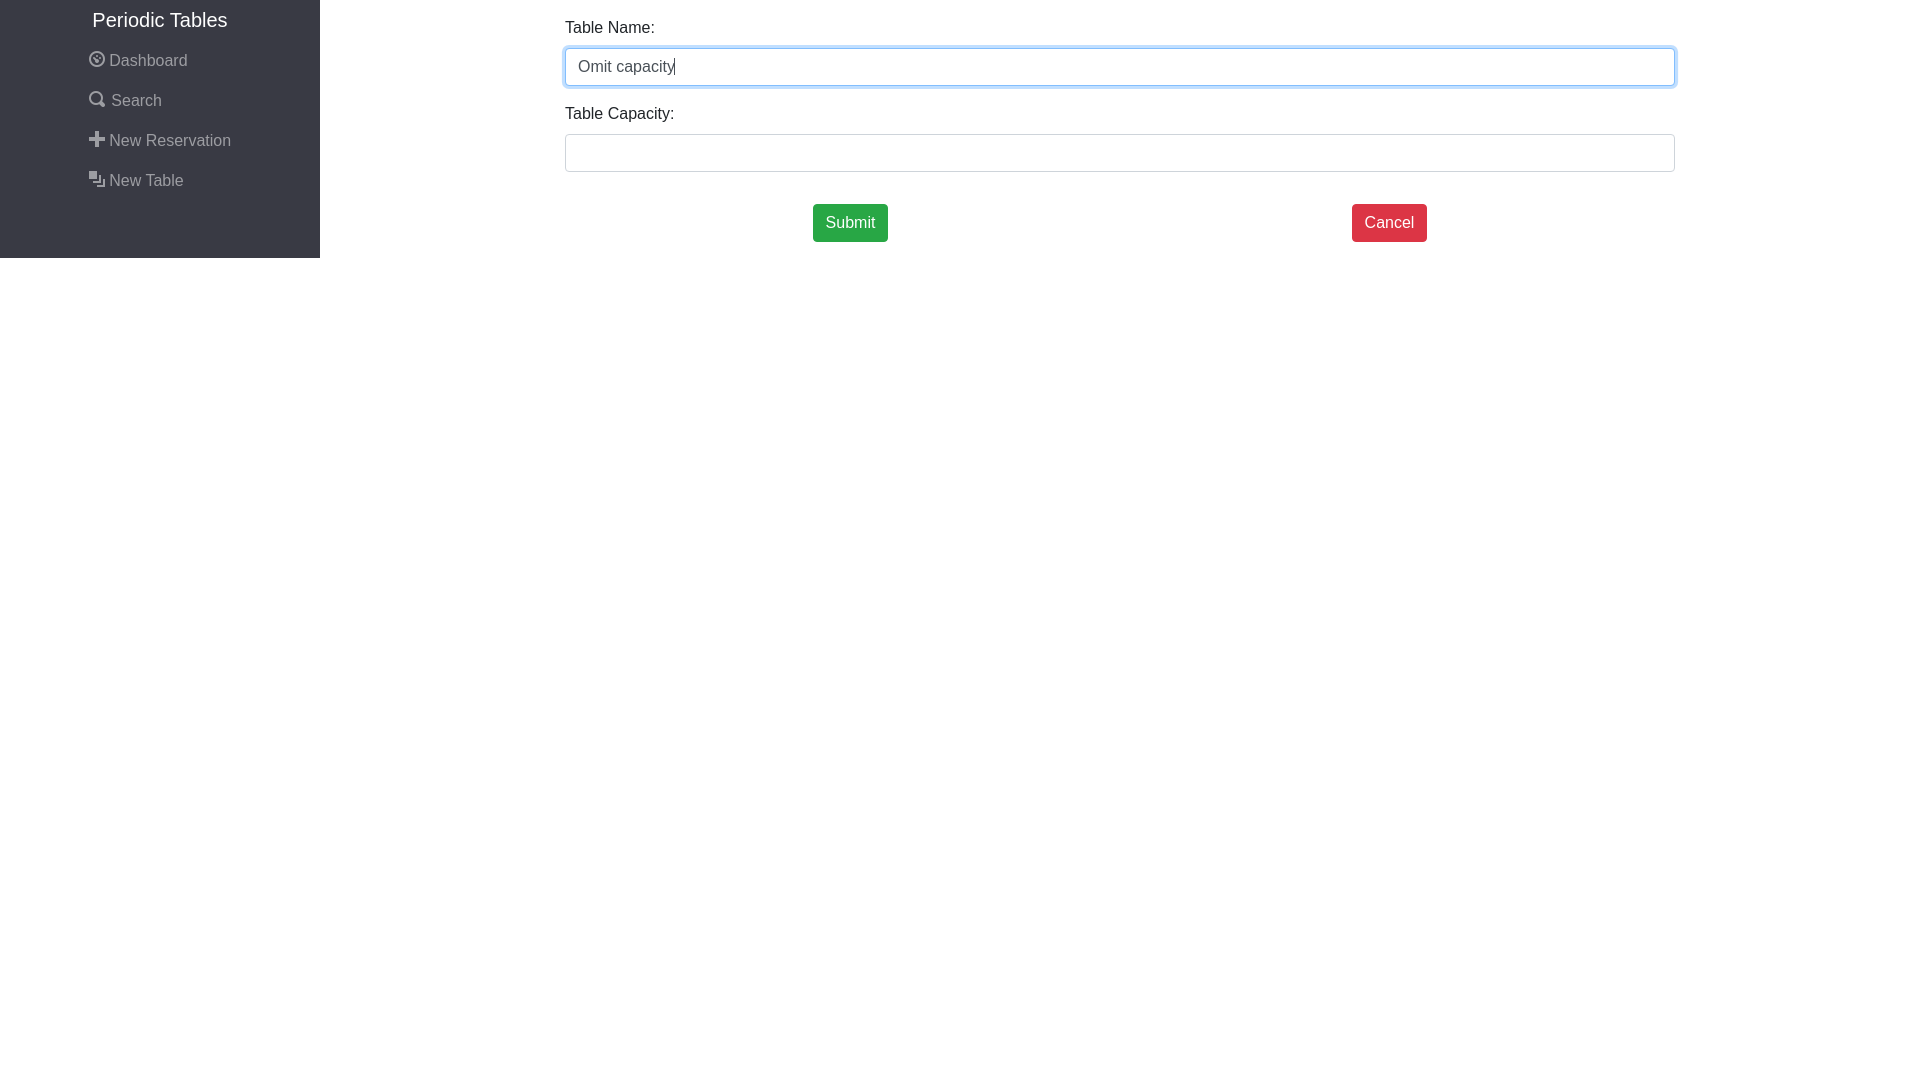 Periodic Tables
Dashboard
Search
New Reservation
New Table
Table Name:
Omit capacity
Table Capacity:
Submit
Cancel